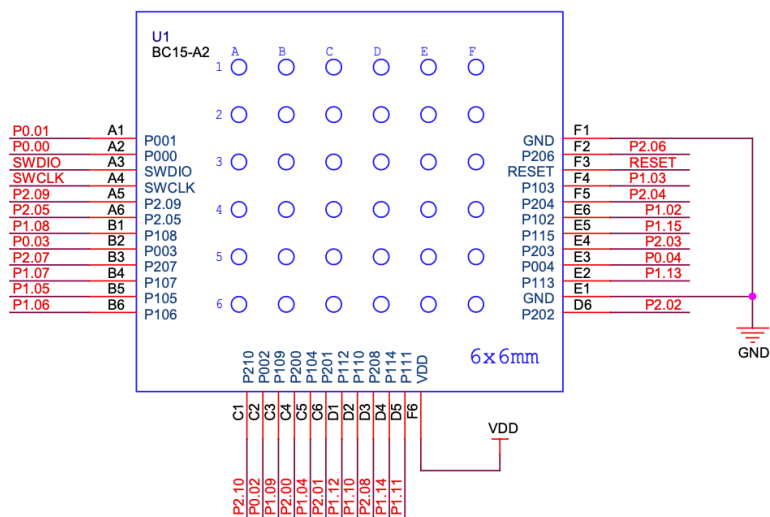 U1
BC15-A2
A B C D E F
1
2
3
4
5
6
P0.01 A1 P001
P0.00 A2 P000
SWDIO A3 SWDIO
SWCLK A4 SWCLK
P2.09 A5 P2.09
P2.05 A6 P2.05
P1.08 B1 P108
P0.03 B2 P003
P2.07 B3 P207
P1.07 B4 P107
P1.05 B5 P105
P1.06 B6 P106
GND F1
P206 F2 P2.06
RESET F3 RESET
P103 F4 P1.03
P204 F5 P2.04
P102 E6 P1.02
P115 E5 P1.15
P203 E4 P2.03
P004 E3 P0.04
P113 E2 P1.13
GND E1
P202 D6 P2.02
GND
6x6mm
P210 C1 P2.10
P002 C2 P0.02
P109 C3 P1.09
P200 C4 P2.00
P104 C5 P1.04
P201 C6 P2.01
P112 D1 P1.12
P110 D2 P1.10
P208 D3 P2.08
P114 D4 P1.14
P111 D5 P1.11
VDD F6
VDD